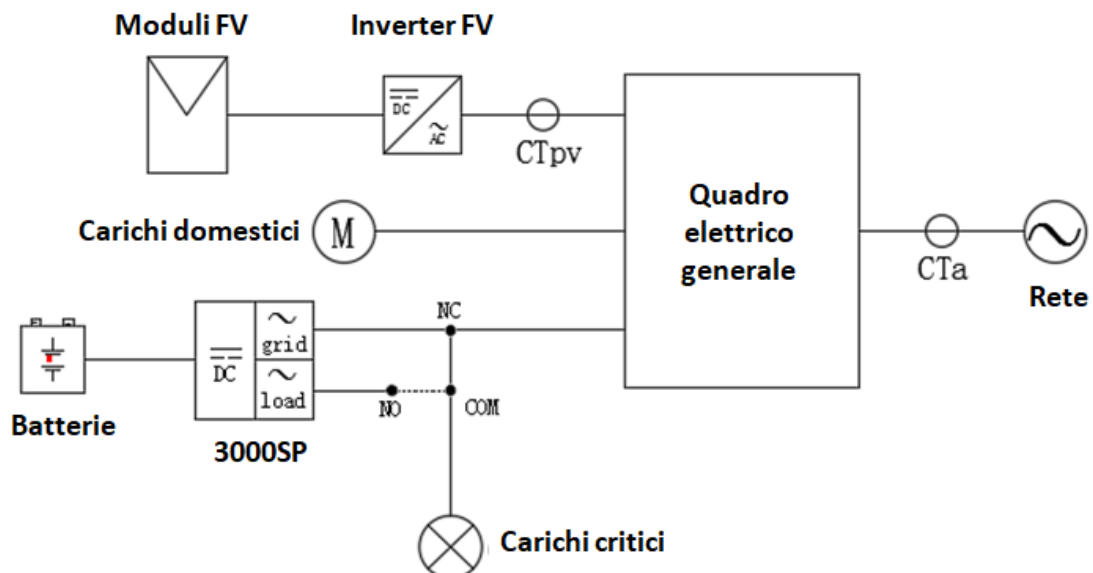 Moduli FV
Inverter FV
DC
AC
CTpv
Carichi domestici
M
Quadro
elettrico
generale
CTa
Rete
NC
grid
DC
load
NO
COM
Batterie
3000SP
Carichi critici